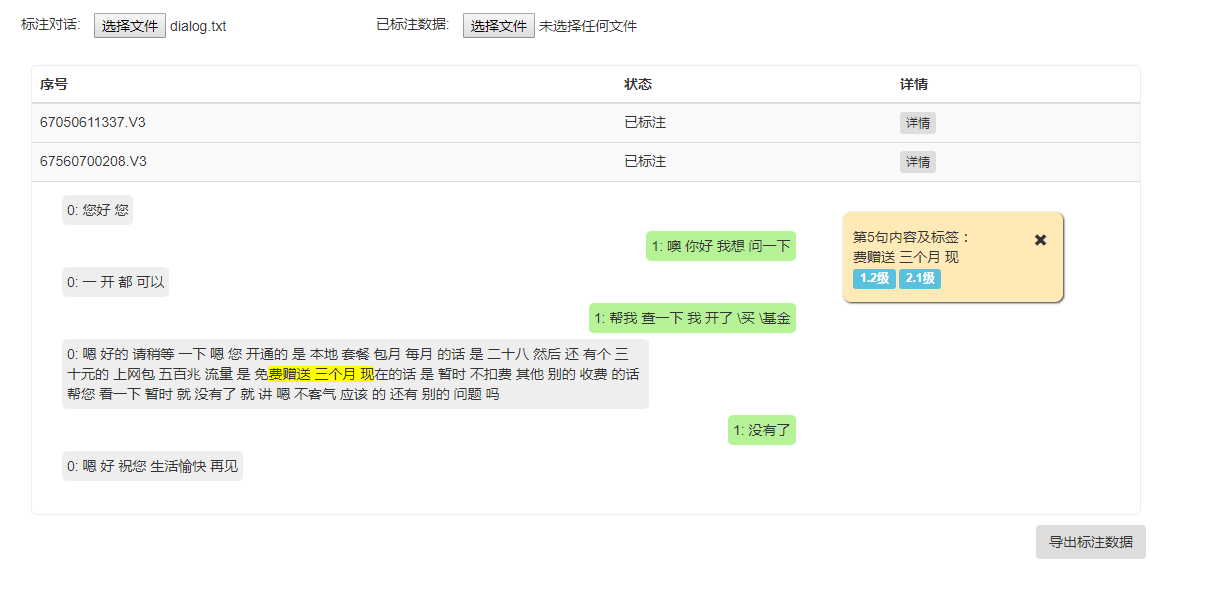 标注对话: 选择文件 dialog.txt 已标注数据: 选择文件 未选择任何文件
序号 状态 详情
67050611337.V3 已标注 详情
67560700208.V3 已标注 详情
0: 您好 您
1: 噢 你好 我想 问一下
0: 一 开 都 可以
1: 帮我 查一下 我 开了 \买 \基金
0: 嗯 好的 请稍等 一下 嗯 您 开通的 是 本地 套餐 包月 每月 的话 是 二十八 然后 还 有个 三
十元的 上网包 五百兆 流量 是 免费赠送 三个月 现在的话 是 暂时 不扣费 其他 别的 收费 的话
帮您 看一下 暂时 就 没有了 就 讲 嗯 不客气 应该 的 还有 别的 问题 吗
1: 没有了
0: 嗯 好 祝您 生活愉快 再见
第5句内容及标签：
费赠送 三个月 现
1.2级 2.1级
✖
导出标注数据